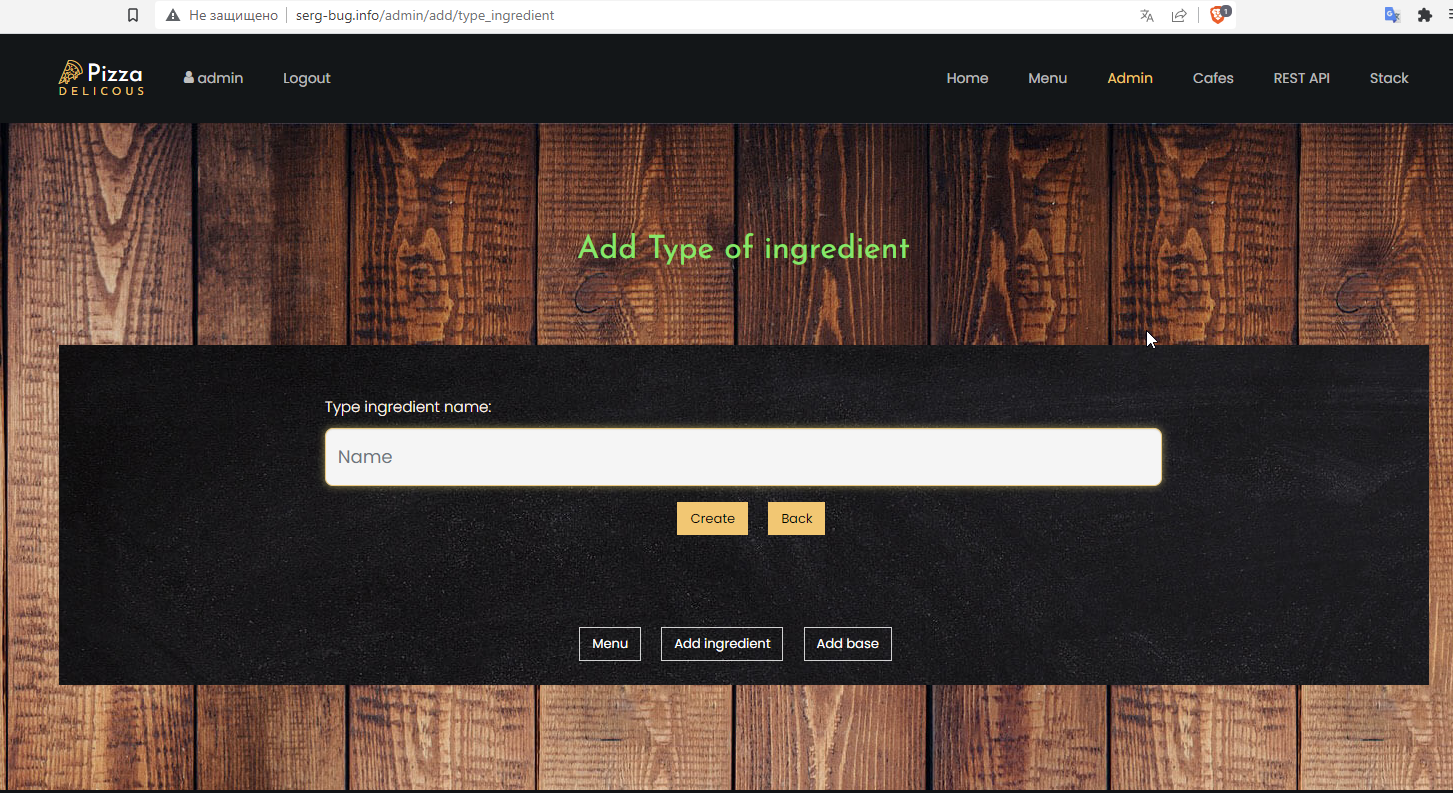 Не защищено serg-bug.info/admin/add/type_ingredient 1
Pizza
DELICOUS
admin Logout Home Menu Admin Cafes REST API Stack
Add Type of ingredient
Type ingredient name:
Name
Create Back
Menu Add ingredient Add base